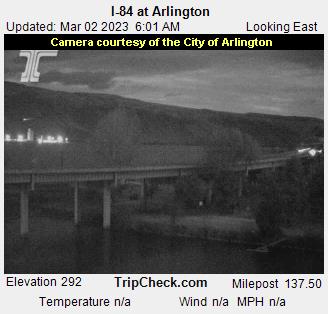 I-84 at Arlington
Updated: Mar 02 2023 6:01 AM Looking East
Camera courtesy of the City of Arlington
Elevation 292 TripCheck.com Milepost 137.50
Temperature n/a Wind n/a MPH n/a